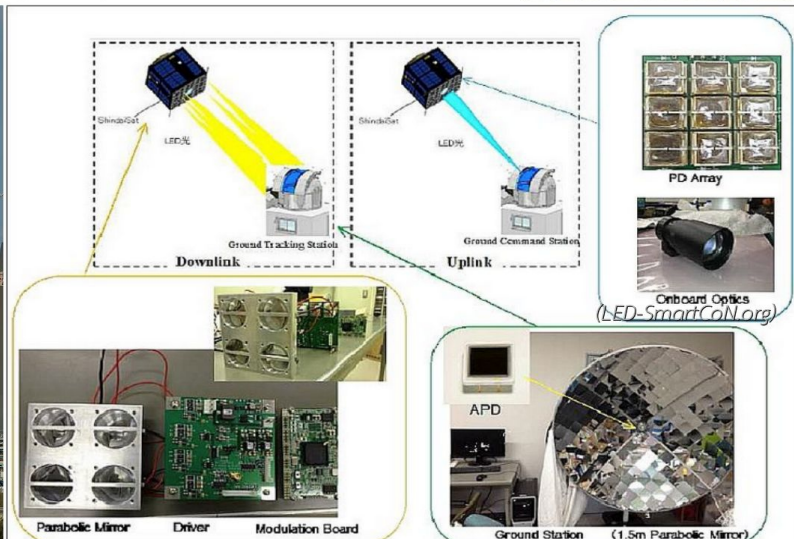 ShindaiSat
LED光
Ground Tracking Station
Downlink
ShindaiSat
LED光
Ground Command Station
Uplink
PD Array
Onboard Optics
(LED-SmartCoN.org)
Parabolic Mirror
Driver
Modulation Board
APD
Ground Station (1.5m Parabolic Mirror)